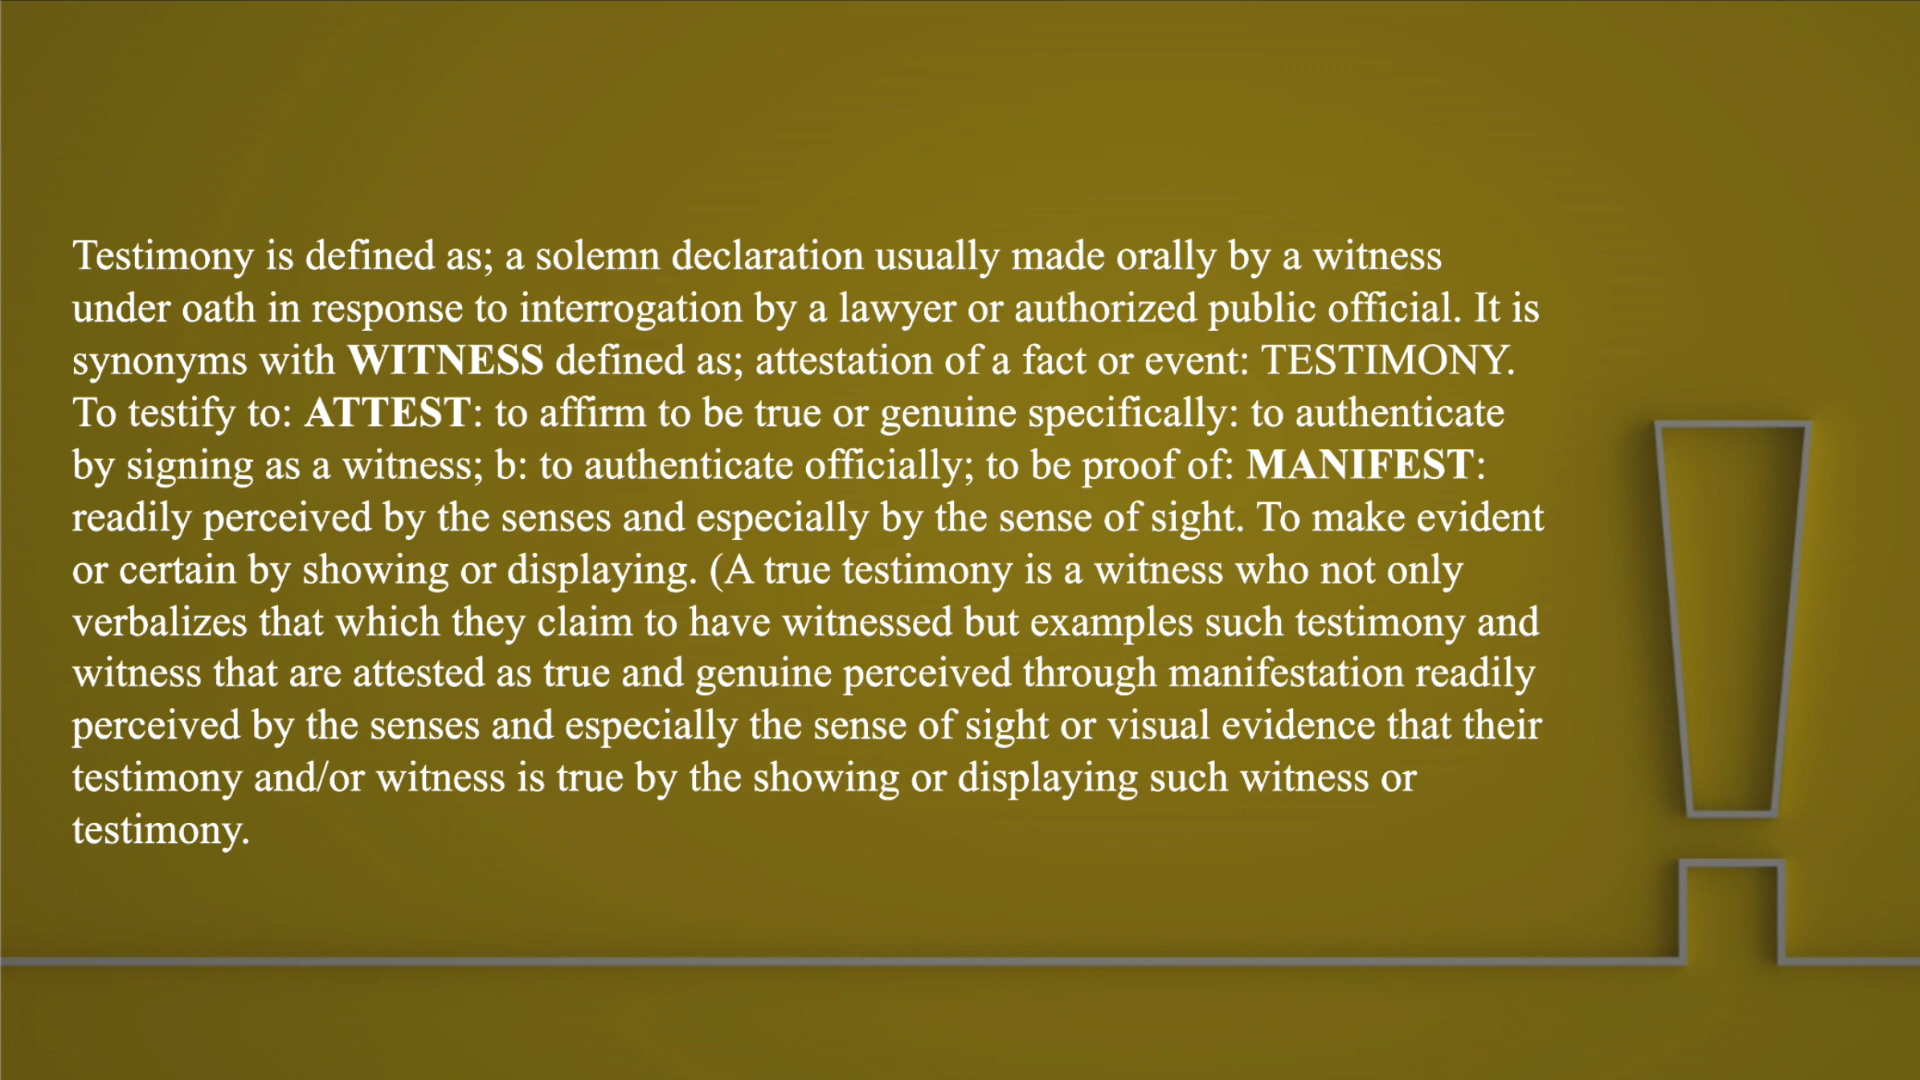 Testimony is defined as; a solemn declaration usually made orally by a witness
under oath in response to interrogation by a lawyer or authorized public official. It is
synonyms with WITNESS defined as; attestation of a fact or event: TESTIMONY.
To testify to: ATTEST: to affirm to be true or genuine specifically: to authenticate
by signing as a witness; b: to authenticate officially; to be proof of: MANIFEST:
readily perceived by the senses and especially by the sense of sight. To make evident
or certain by showing or displaying. (A true testimony is a witness who not only
verbalizes that which they claim to have witnessed but examples such testimony and
witness that are attested as true and genuine perceived through manifestation readily
perceived by the senses and especially the sense of sight or visual evidence that their
testimony and/or witness is true by the showing or displaying such witness or
testimony.